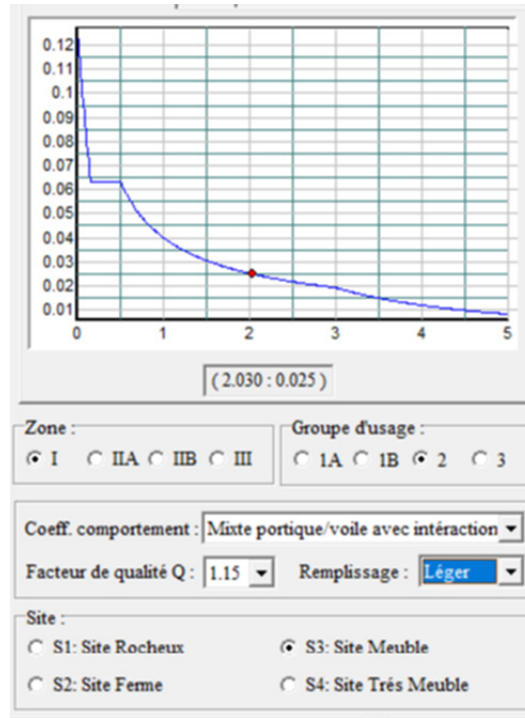 0.12
0.11
0.1
0.09
0.08
0.07
0.06
0.05
0.04
0.03
0.02
0.01
0 1 2 3 4 5
( 2.030 : 0.025 )
Zone : Groupe d'usage :
I IIA IIB III 1A 1B 2 3
Coeff. comportement : Mixte portique/voile avec intéraction
Facteur de qualité Q : 1.15 Remplissage : Léger
Site :
S1: Site Rocheux S3: Site Meuble
S2: Site Ferme S4: Site Trés Meuble